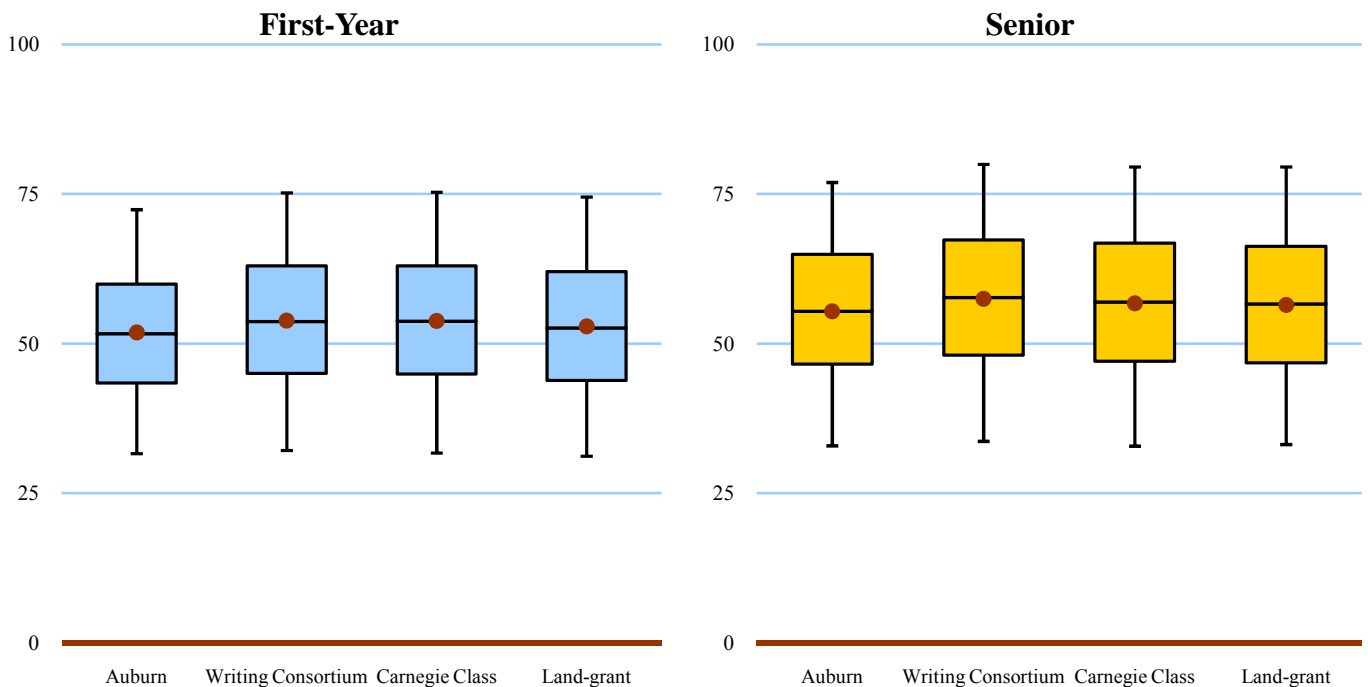 First-Year
100
75
50
25
0
Auburn Writing Consortium Carnegie Class Land-grant
Senior
100
75
50
25
0
Auburn Writing Consortium Carnegie Class Land-grant